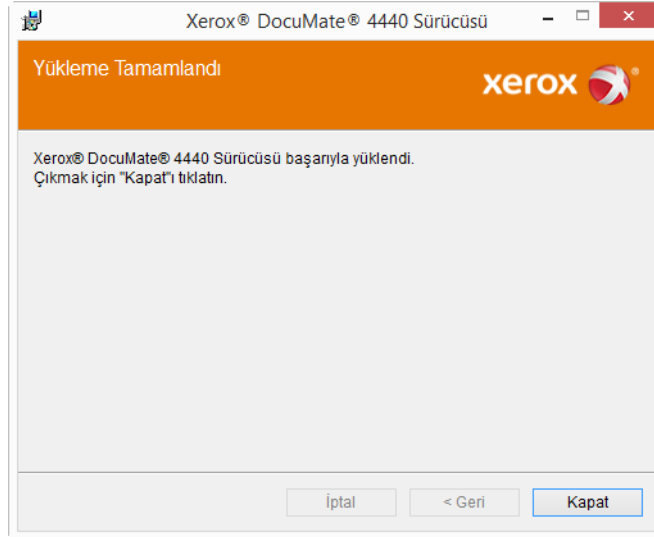 Xerox® DocuMate® 4440 Sürücüsü
Yükleme Tamamlandı
xerox
Xerox® DocuMate® 4440 Sürücüsü başarıyla yüklendi.
Çıkmak için "Kapat"ı tıklatın.
İptal
< Geri
Kapat